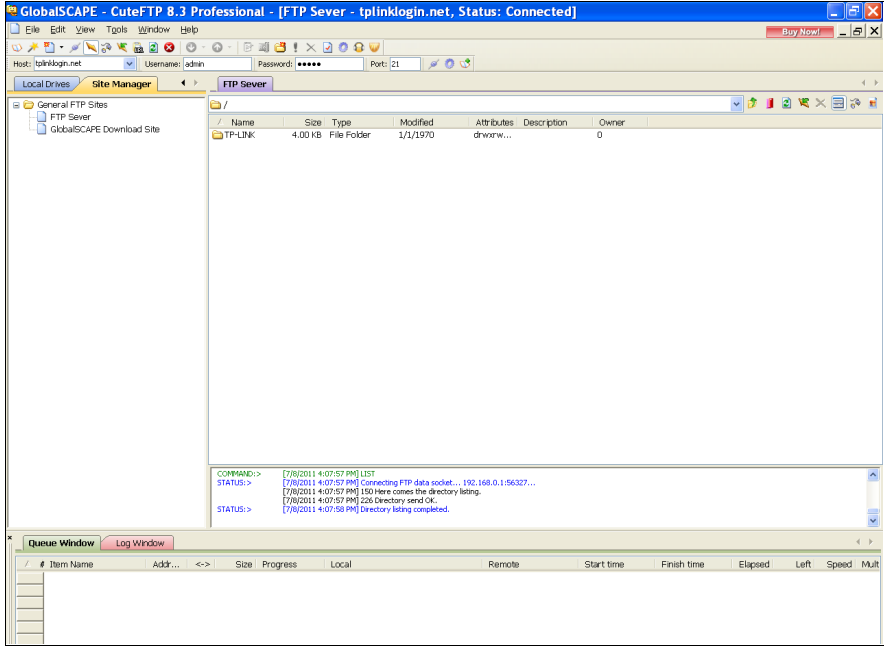 GlobalSCAPE - CuteFTP 8.3 Professional - [FTP Sever - tplinklogin.net, Status: Connected]
File Edit View Tools Window Help
Buy Now!
Host: tplinklogin.net Username: admin Password: ●●●●● Port: 21
Local Drives Site Manager FTP Sever
General FTP Sites
FTP Sever
GlobalSCAPE Download Site
/
/ Name Size Type Modified Attributes Description Owner
TP-LINK 4.00 KB File Folder 1/1/1970 drwxrw... 0
COMMAND:> [7/8/2011 4:07:57 PM] LIST
STATUS:> [7/8/2011 4:07:57 PM] Connecting FTP data socket... 192.168.0.1:56327...
[7/8/2011 4:07:57 PM] 150 Here comes the directory listing.
[7/8/2011 4:07:57 PM] 226 Directory send OK.
STATUS:> [7/8/2011 4:07:58 PM] Directory listing completed.
Queue Window Log Window
/ # Item Name Addr... <-> Size Progress Local Remote Start time Finish time Elapsed Left Speed Mult